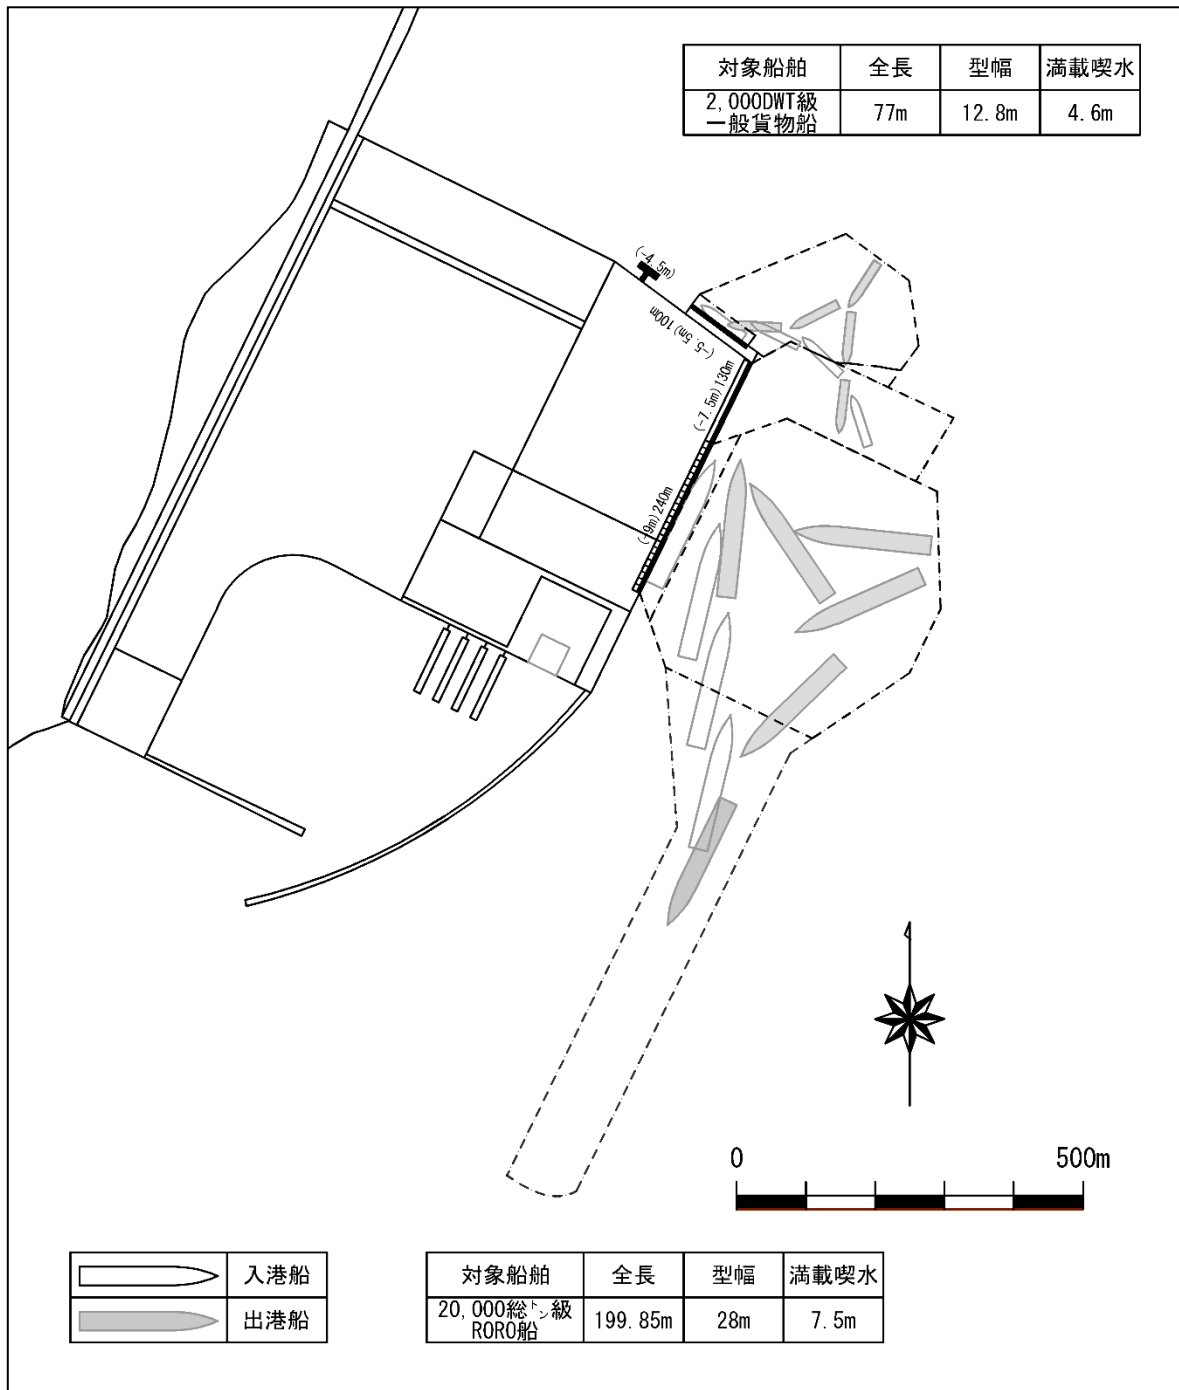 対象船舶 全長 型幅 満載喫水
2,000DWT級
一般貨物船 77m 12.8m 4.6m
(-4.5m)
(-5.5m)100m
(-7.5m)130m
(-9m)240m
0 500m
入港船
出港船
対象船舶 全長 型幅 満載喫水
20,000総トン級
RORO船 199.85m 28m 7.5m